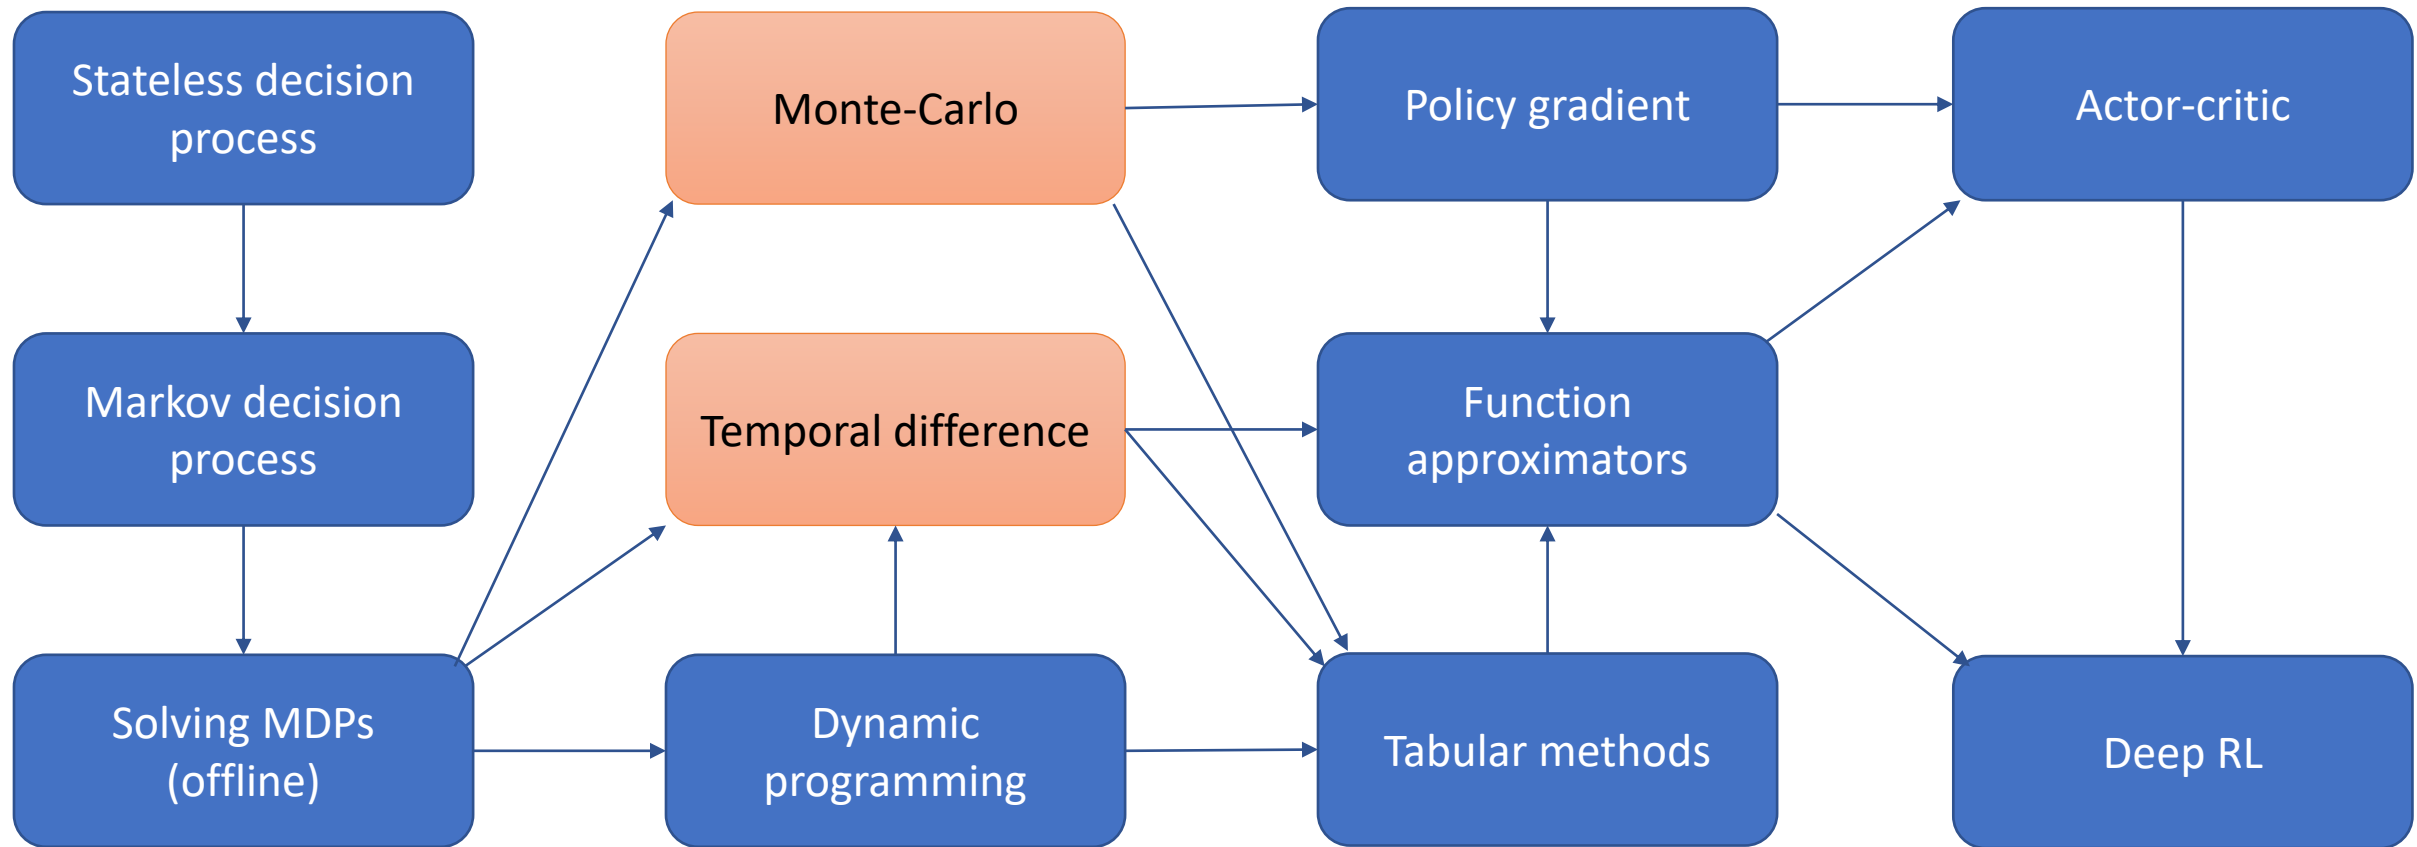 Stateless decision
process
Monte-Carlo
Policy gradient
Actor-critic
Markov decision
process
Temporal difference
Function
approximators
Solving MDPs
(offline)
Dynamic
programming
Tabular methods
Deep RL